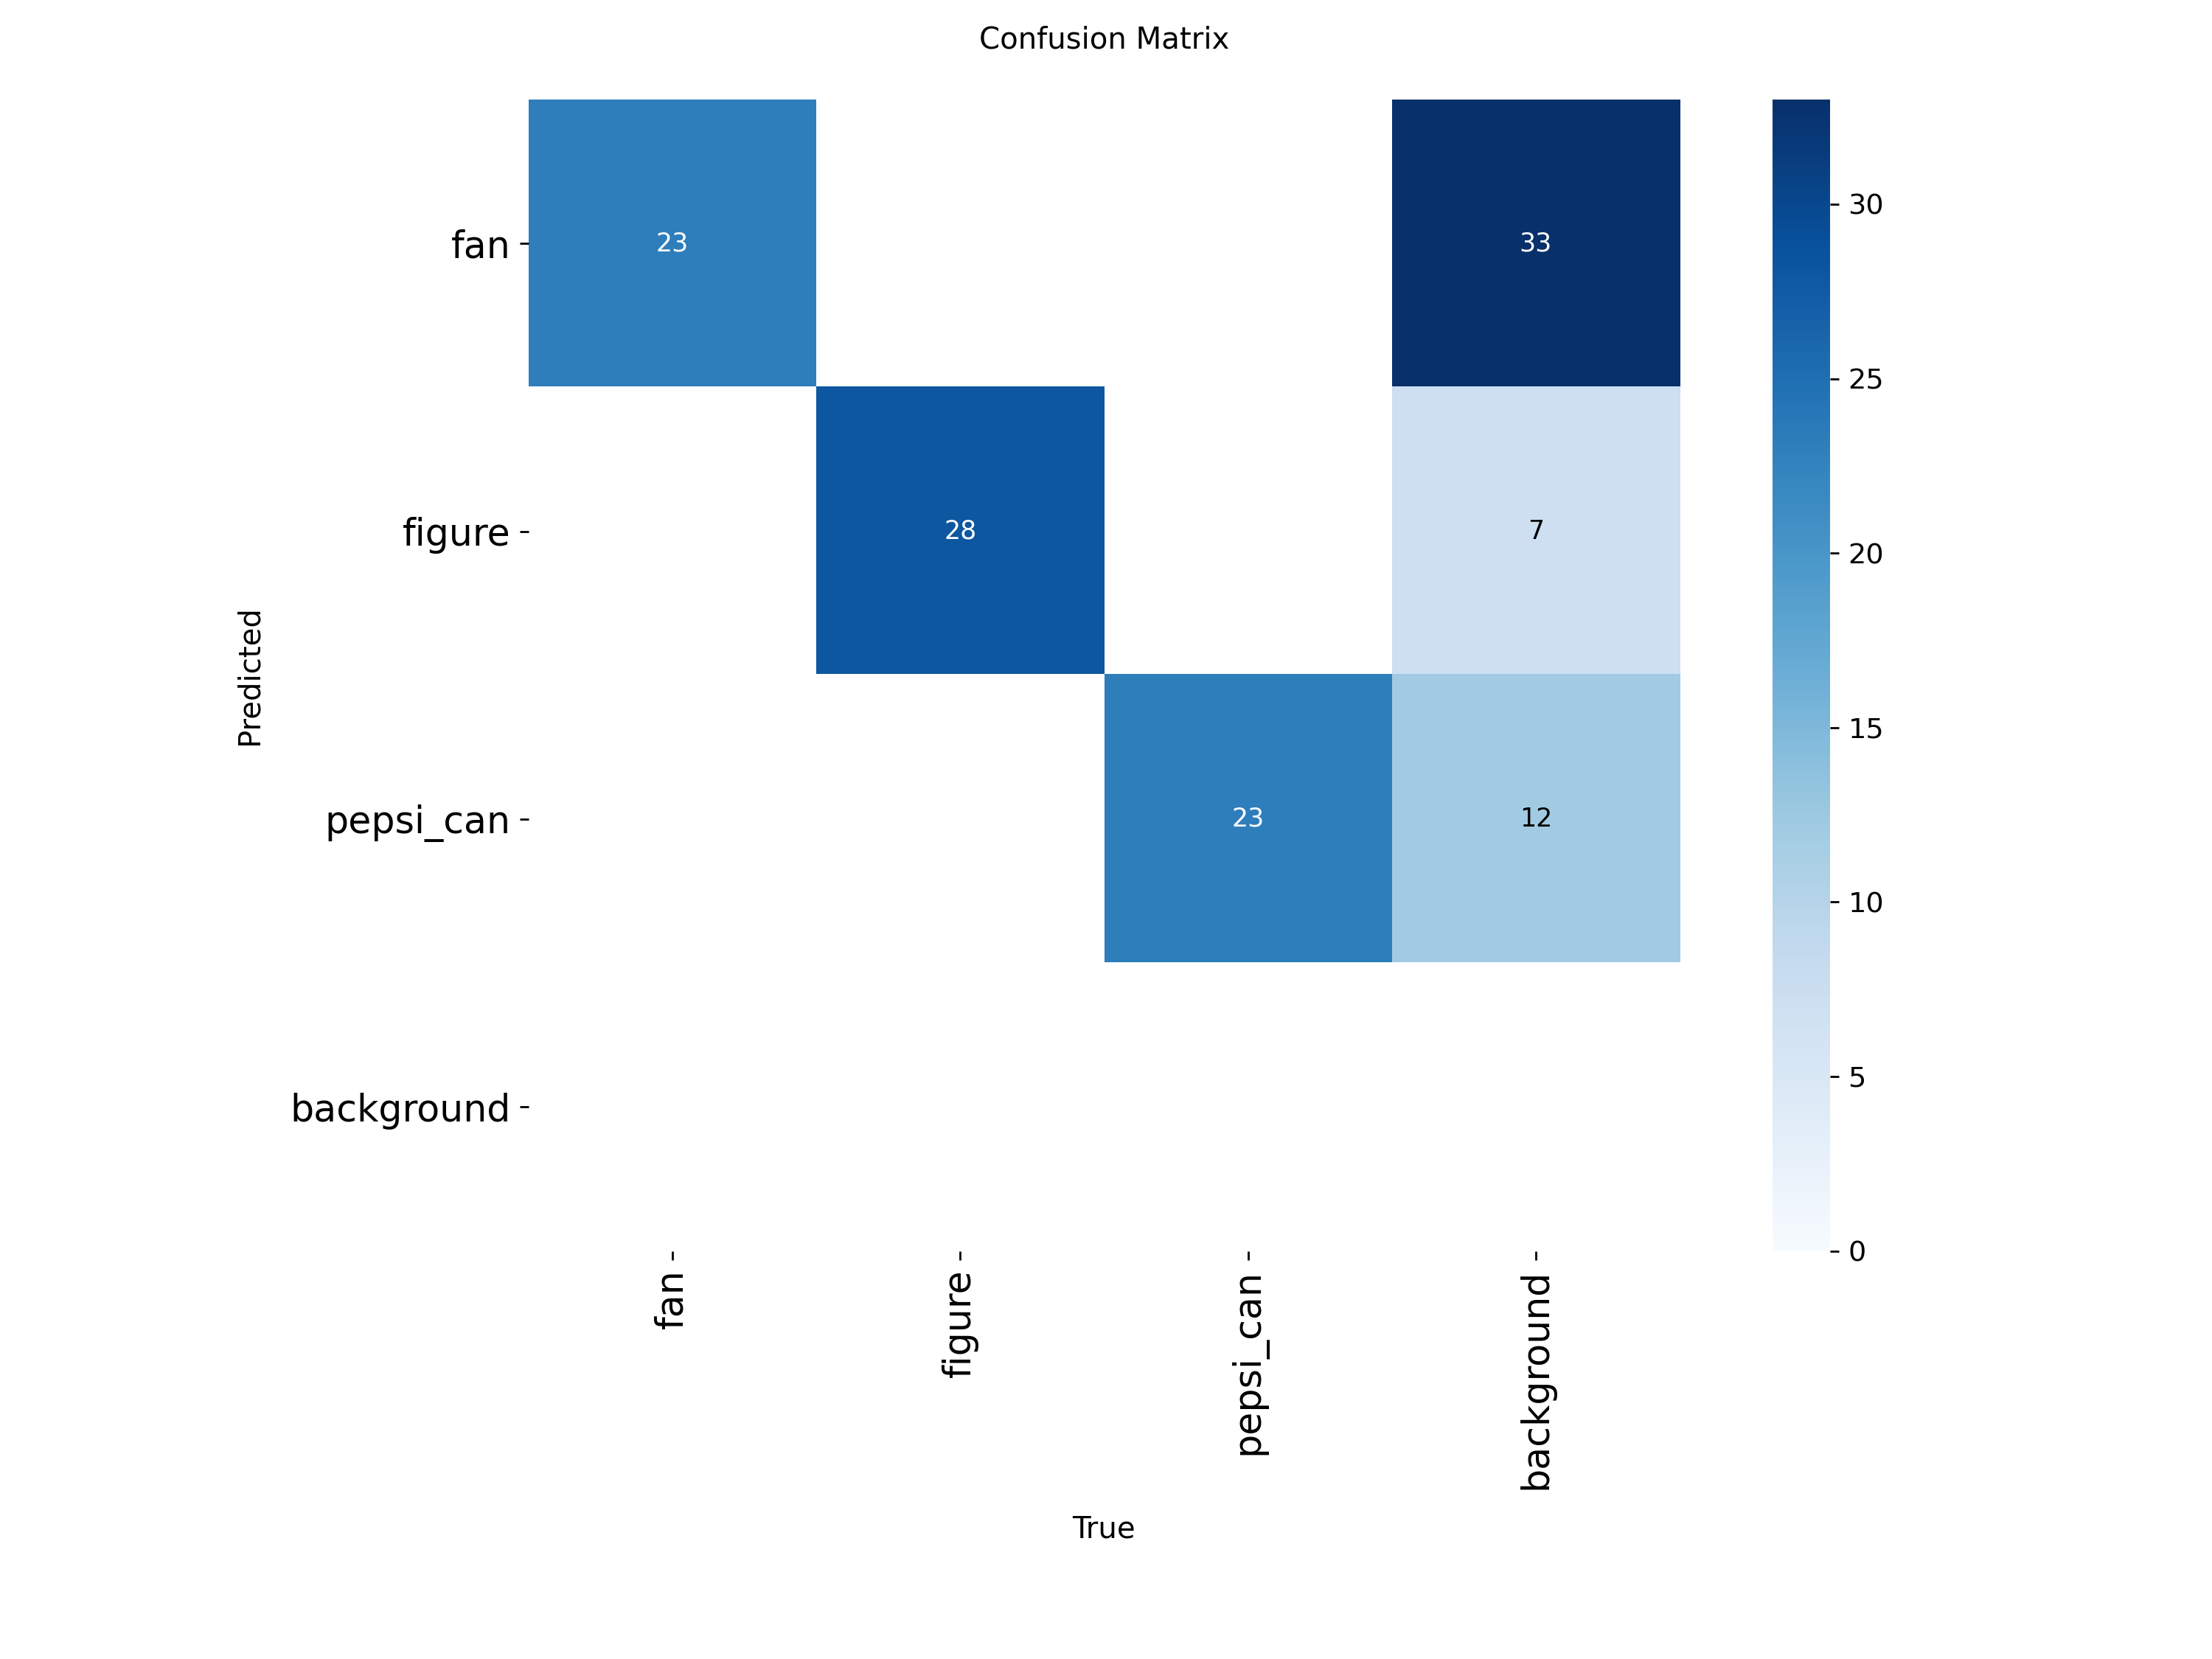 Confusion Matrix
fan
23
33
30
25
figure
28
7
20
Predicted
15
pepsi_can
23
12
10
background
5
0
fan
figure
pepsi_can
background
True